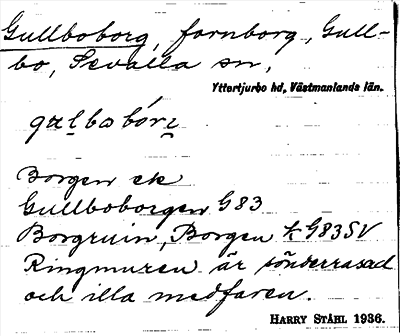 Gullboborg, fornborg, Gull-
bo, Sevalla sn,
Yttertjurbo hd, Västmanlands län.
Borgen ek
Gullboborgen G83
Borgruin, Borgen k G83SV
Ringmuren är sönderrasad
och illa medfaren.
HARRY STÅHL 1936.